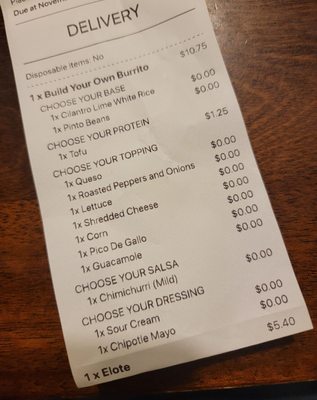 Due at Novem
DELIVERY
Disposable Items: No
1 x Build Your Own Burrito $10.75
CHOOSE YOUR BASE
1x Cilantro Lime White Rice $0.00
1x Pinto Beans $0.00
CHOOSE YOUR PROTEIN
1x Tofu $1.25
CHOOSE YOUR TOPPING
1x Queso $0.00
1x Roasted Peppers and Onions $0.00
1x Lettuce $0.00
1x Shredded Cheese $0.00
1x Corn $0.00
1x Pico De Gallo $0.00
1x Guacamole $0.00
CHOOSE YOUR SALSA
1x Chimichurri (Mild) $0.00
CHOOSE YOUR DRESSING
1x Sour Cream $0.00
1x Chipotle Mayo $0.00
1 x Elote $5.40